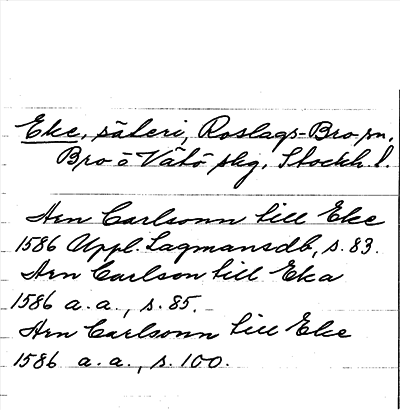 Eke, säteri, Roslags-Bro sn,
Bro o Vätö skg, Stockh. l.
Arn Carlsonn till Eke
1586 Uppl. Lagmansdb, s. 83.
Arn Carlson till Eka
1586 a. a., s. 85.
Arn Carlsonn till Eke
1586 a. a., s. 100.